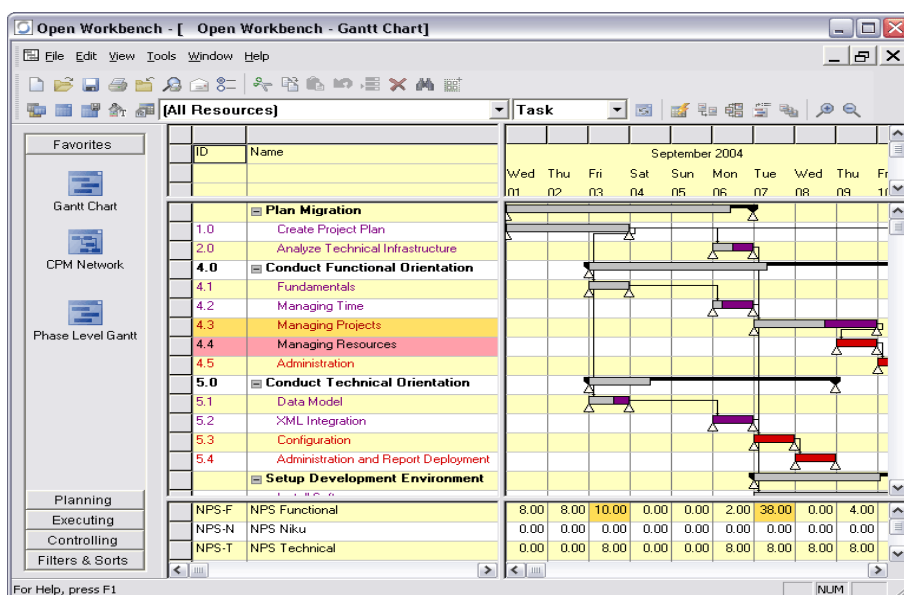 Open Workbench - [   Open Workbench - Gantt Chart]
File Edit View Tools Window Help
(All Resources) Task
Favorites
Gantt Chart
CPM Network
Phase Level Gantt
Planning
Executing
Controlling
Filters & Sorts
ID Name
September 2004
Wed Thu Fri Sat Sun Mon Tue Wed Thu Fr
01 02 03 04 05 06 07 08 09 10
Plan Migration
1.0 Create Project Plan
2.0 Analyze Technical Infrastructure
4.0 Conduct Functional Orientation
4.1 Fundamentals
4.2 Managing Time
4.3 Managing Projects
4.4 Managing Resources
4.5 Administration
5.0 Conduct Technical Orientation
5.1 Data Model
5.2 XML Integration
5.3 Configuration
5.4 Administration and Report Deployment
Setup Development Environment
NPS-F NPS Functional 8.00 8.00 10.00 0.00 0.00 2.00 38.00 0.00 4.00
NPS-N NPS Niku 0.00 0.00 0.00 0.00 0.00 0.00 0.00 0.00 0.00
NPS-T NPS Technical 0.00 0.00 8.00 0.00 0.00 8.00 8.00 8.00 8.00
For Help, press F1 NUM